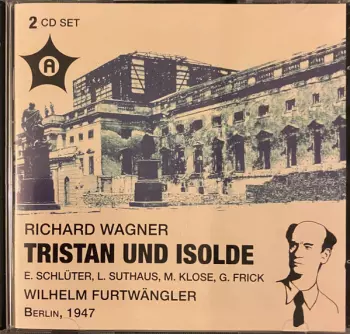 2 CD SET
A
RICHARD WAGNER
TRISTAN UND ISOLDE
E. SCHLÜTER, L. SUTHAUS, M. KLOSE, G. FRICK
WILHELM FURTWÄNGLER
BERLIN, 1947